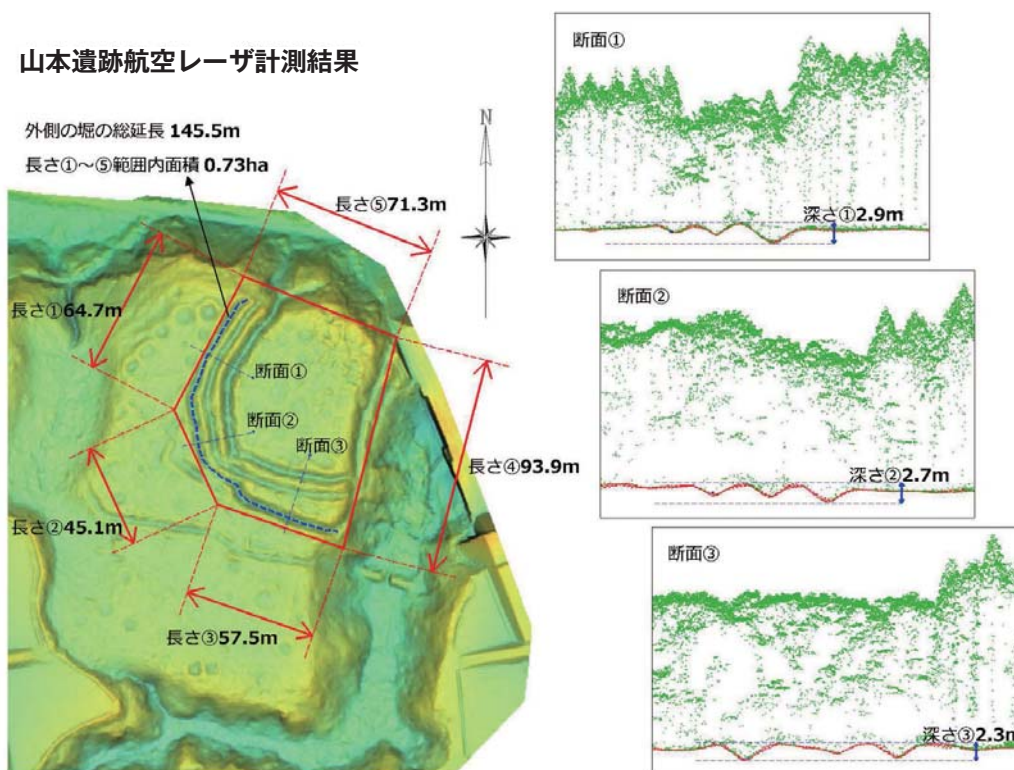 山本遺跡航空レーザ計測結果
外側の堀の総延長 145.5m
長さ①～⑤範囲内面積 0.73ha
N
長さ⑤71.3m
長さ①64.7m
断面①
断面②
断面③
長さ④93.9m
長さ②45.1m
長さ③57.5m
断面①
深さ①2.9m
断面②
深さ②2.7m
断面③
深さ③2.3m